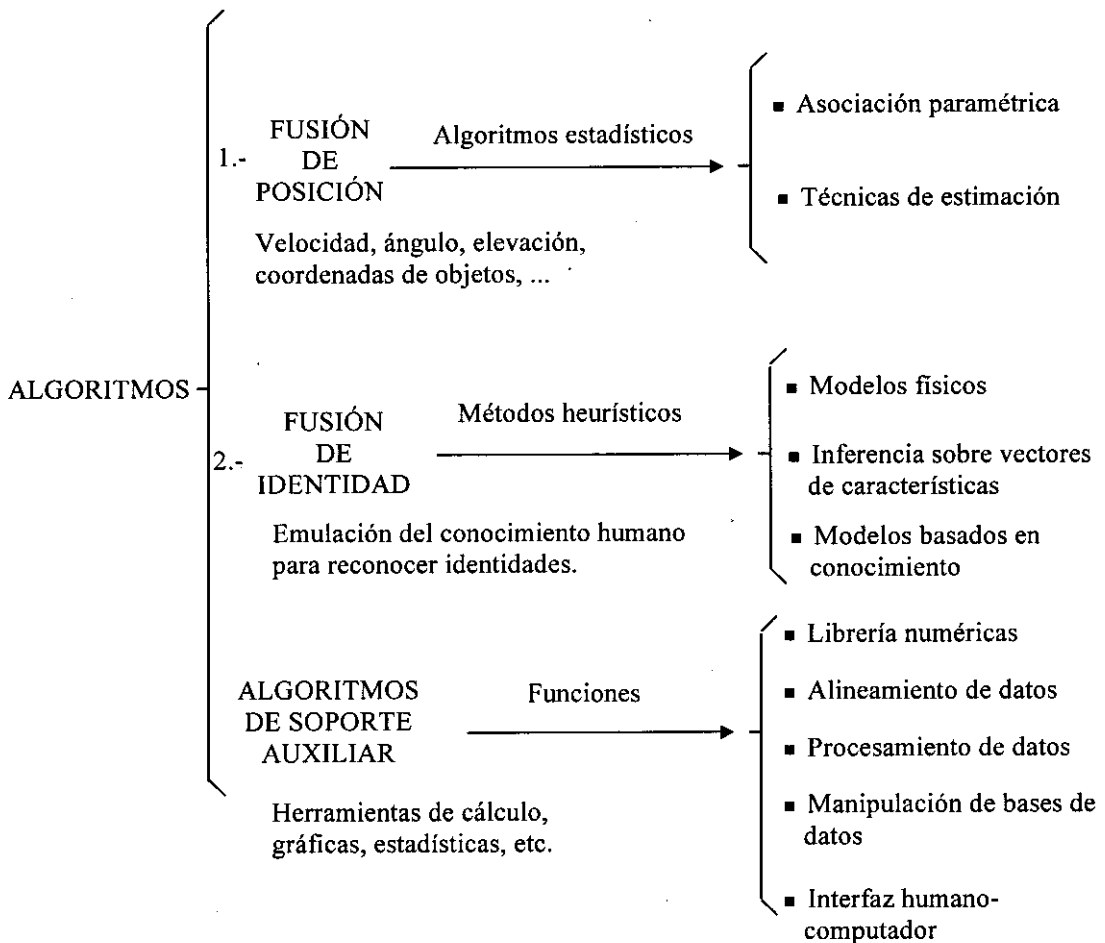 ALGORITMOS
1.-
FUSIÓN
DE
POSICIÓN
Algoritmos estadísticos
▪ Asociación paramétrica
▪ Técnicas de estimación
Velocidad, ángulo, elevación,
coordenadas de objetos, ...
2.-
FUSIÓN
DE
IDENTIDAD
Métodos heurísticos
▪ Modelos físicos
▪ Inferencia sobre vectores
de características
▪ Modelos basados en
conocimiento
Emulación del conocimiento humano
para reconocer identidades.
ALGORITMOS
DE SOPORTE
AUXILIAR
Funciones
▪ Librería numéricas
▪ Alineamiento de datos
▪ Procesamiento de datos
▪ Manipulación de bases de
datos
▪ Interfaz humano-
computador
Herramientas de cálculo,
gráficas, estadísticas, etc.